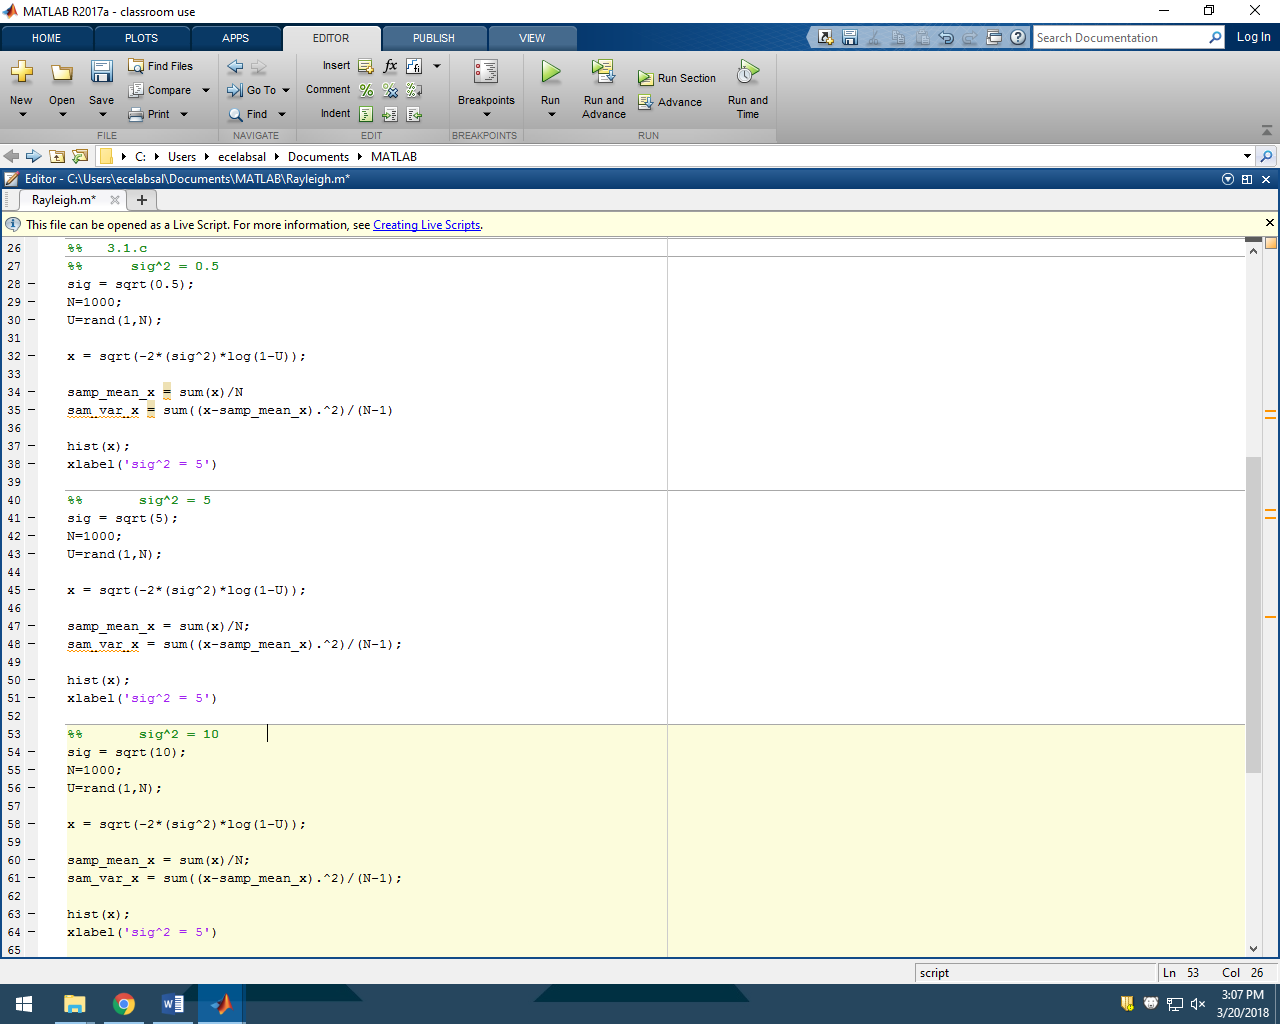 MATLAB R2017a - classroom use
HOME PLOTS APPS EDITOR PUBLISH VIEW Search Documentation Log In
New Open Save Find Files Compare Print Go To Find Insert Comment Indent Breakpoints Run Run and Advance Run Section Advance Run and Time
FILE NAVIGATE EDIT BREAKPOINTS RUN
C: Users ecelabsal Documents MATLAB
Editor - C:\Users\ecelabsal\Documents\MATLAB\Rayleigh.m*
Rayleigh.m*
This file can be opened as a Live Script. For more information, see Creating Live Scripts.
26 %% 3.1.c
27 %% sig^2 = 0.5
28 sig = sqrt(0.5);
29 N=1000;
30 U=rand(1,N);
31
32 x = sqrt(-2*(sig^2)*log(1-U));
33
34 samp_mean_x = sum(x)/N
35 sam_var_x = sum((x-samp_mean_x).^2)/(N-1)
36
37 hist(x);
38 xlabel('sig^2 = 5')
39
40 %% sig^2 = 5
41 sig = sqrt(5);
42 N=1000;
43 U=rand(1,N);
44
45 x = sqrt(-2*(sig^2)*log(1-U));
46
47 samp_mean_x = sum(x)/N;
48 sam_var_x = sum((x-samp_mean_x).^2)/(N-1);
49
50 hist(x);
51 xlabel('sig^2 = 5')
52
53 %% sig^2 = 10
54 sig = sqrt(10);
55 N=1000;
56 U=rand(1,N);
57
58 x = sqrt(-2*(sig^2)*log(1-U));
59
60 samp_mean_x = sum(x)/N;
61 sam_var_x = sum((x-samp_mean_x).^2)/(N-1);
62
63 hist(x);
64 xlabel('sig^2 = 5')
65
script Ln 53 Col 26
3:07 PM
3/20/2018